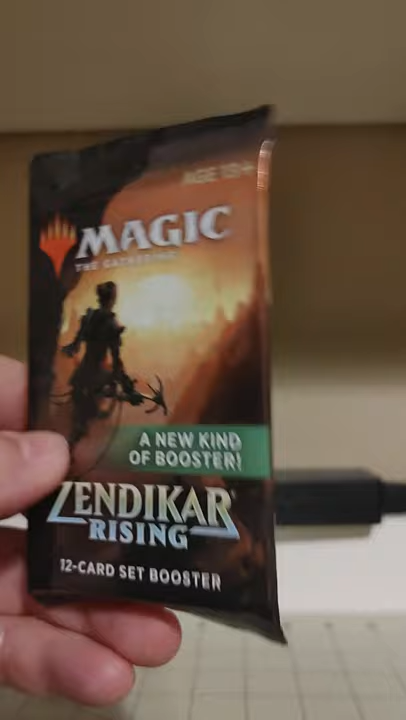 AGE 13+
MAGIC
THE GATHERING
A NEW KIND
OF BOOSTER!
ZENDIKAR
RISING
12-CARD SET BOOSTER